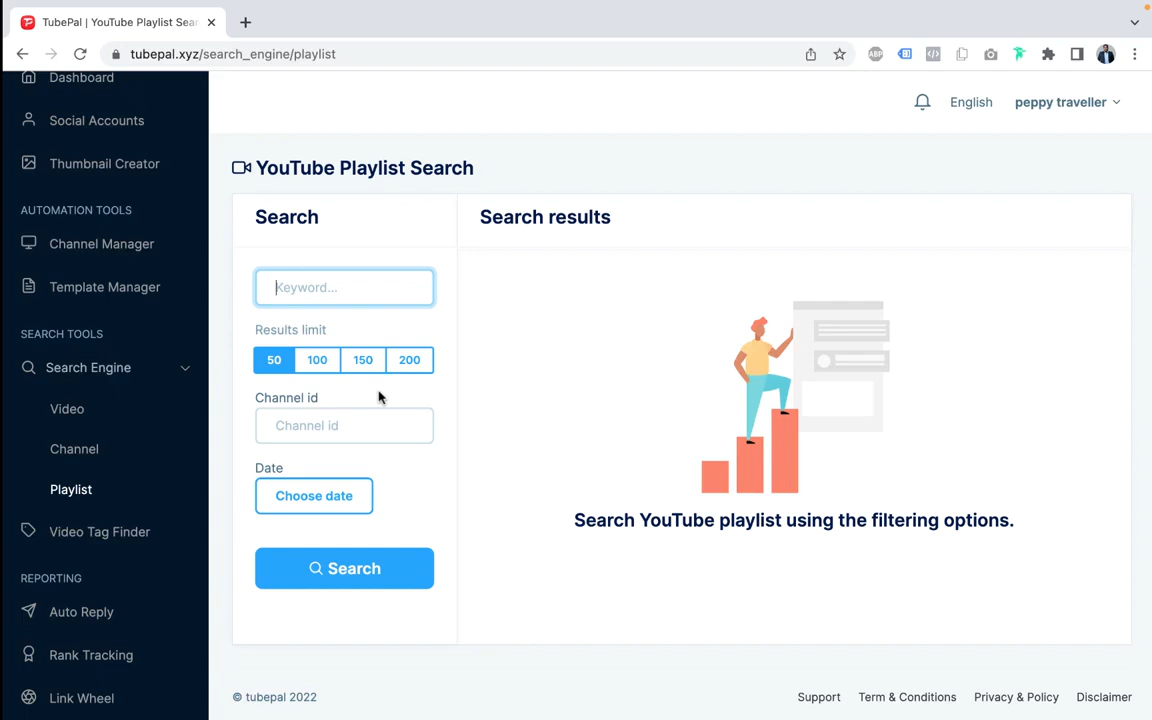 TubePal | YouTube Playlist Sear
tubepal.xyz/search_engine/playlist
ABP
Dashboard
Social Accounts
Thumbnail Creator
AUTOMATION TOOLS
Channel Manager
Template Manager
SEARCH TOOLS
Search Engine
Video
Channel
Playlist
Video Tag Finder
REPORTING
Auto Reply
Rank Tracking
Link Wheel
English
peppy traveller
YouTube Playlist Search
Search
Keyword...
Results limit
50 100 150 200
Channel id
Channel id
Date
Choose date
Search
Search results
Search YouTube playlist using the filtering options.
© tubepal 2022
Support Term & Conditions Privacy & Policy Disclaimer